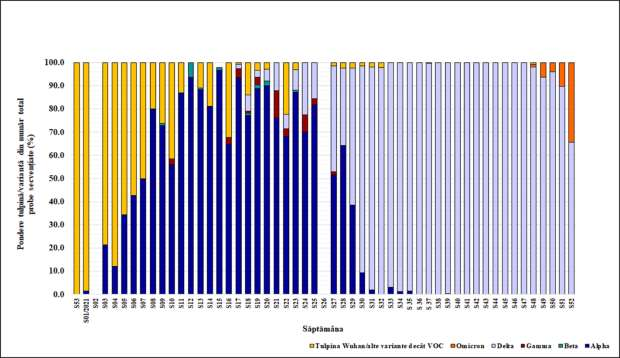 Pondere tulpină/variantă din număr total
probe secvențiate (%)
100.0
90.0
80.0
70.0
60.0
50.0
40.0
30.0
20.0
10.0
0.0
S53
S01/2021
S02
S03
S04
S05
S06
S07
S08
S09
S10
S11
S12
S13
S14
S15
S16
S17
S18
S19
S20
S21
S22
S23
S24
S25
S26
S27
S28
S29
S30
S31
S32
S33
S34
S 35
S 36
S 37
S38
S39
S40
S41
S42
S43
S44
S45
S46
S47
S48
S49
S50
S51
S52
Săptămâna
Tulpina Wuhan/alte variante decât VOC
Omicron
Delta
Gamma
Beta
Alpha